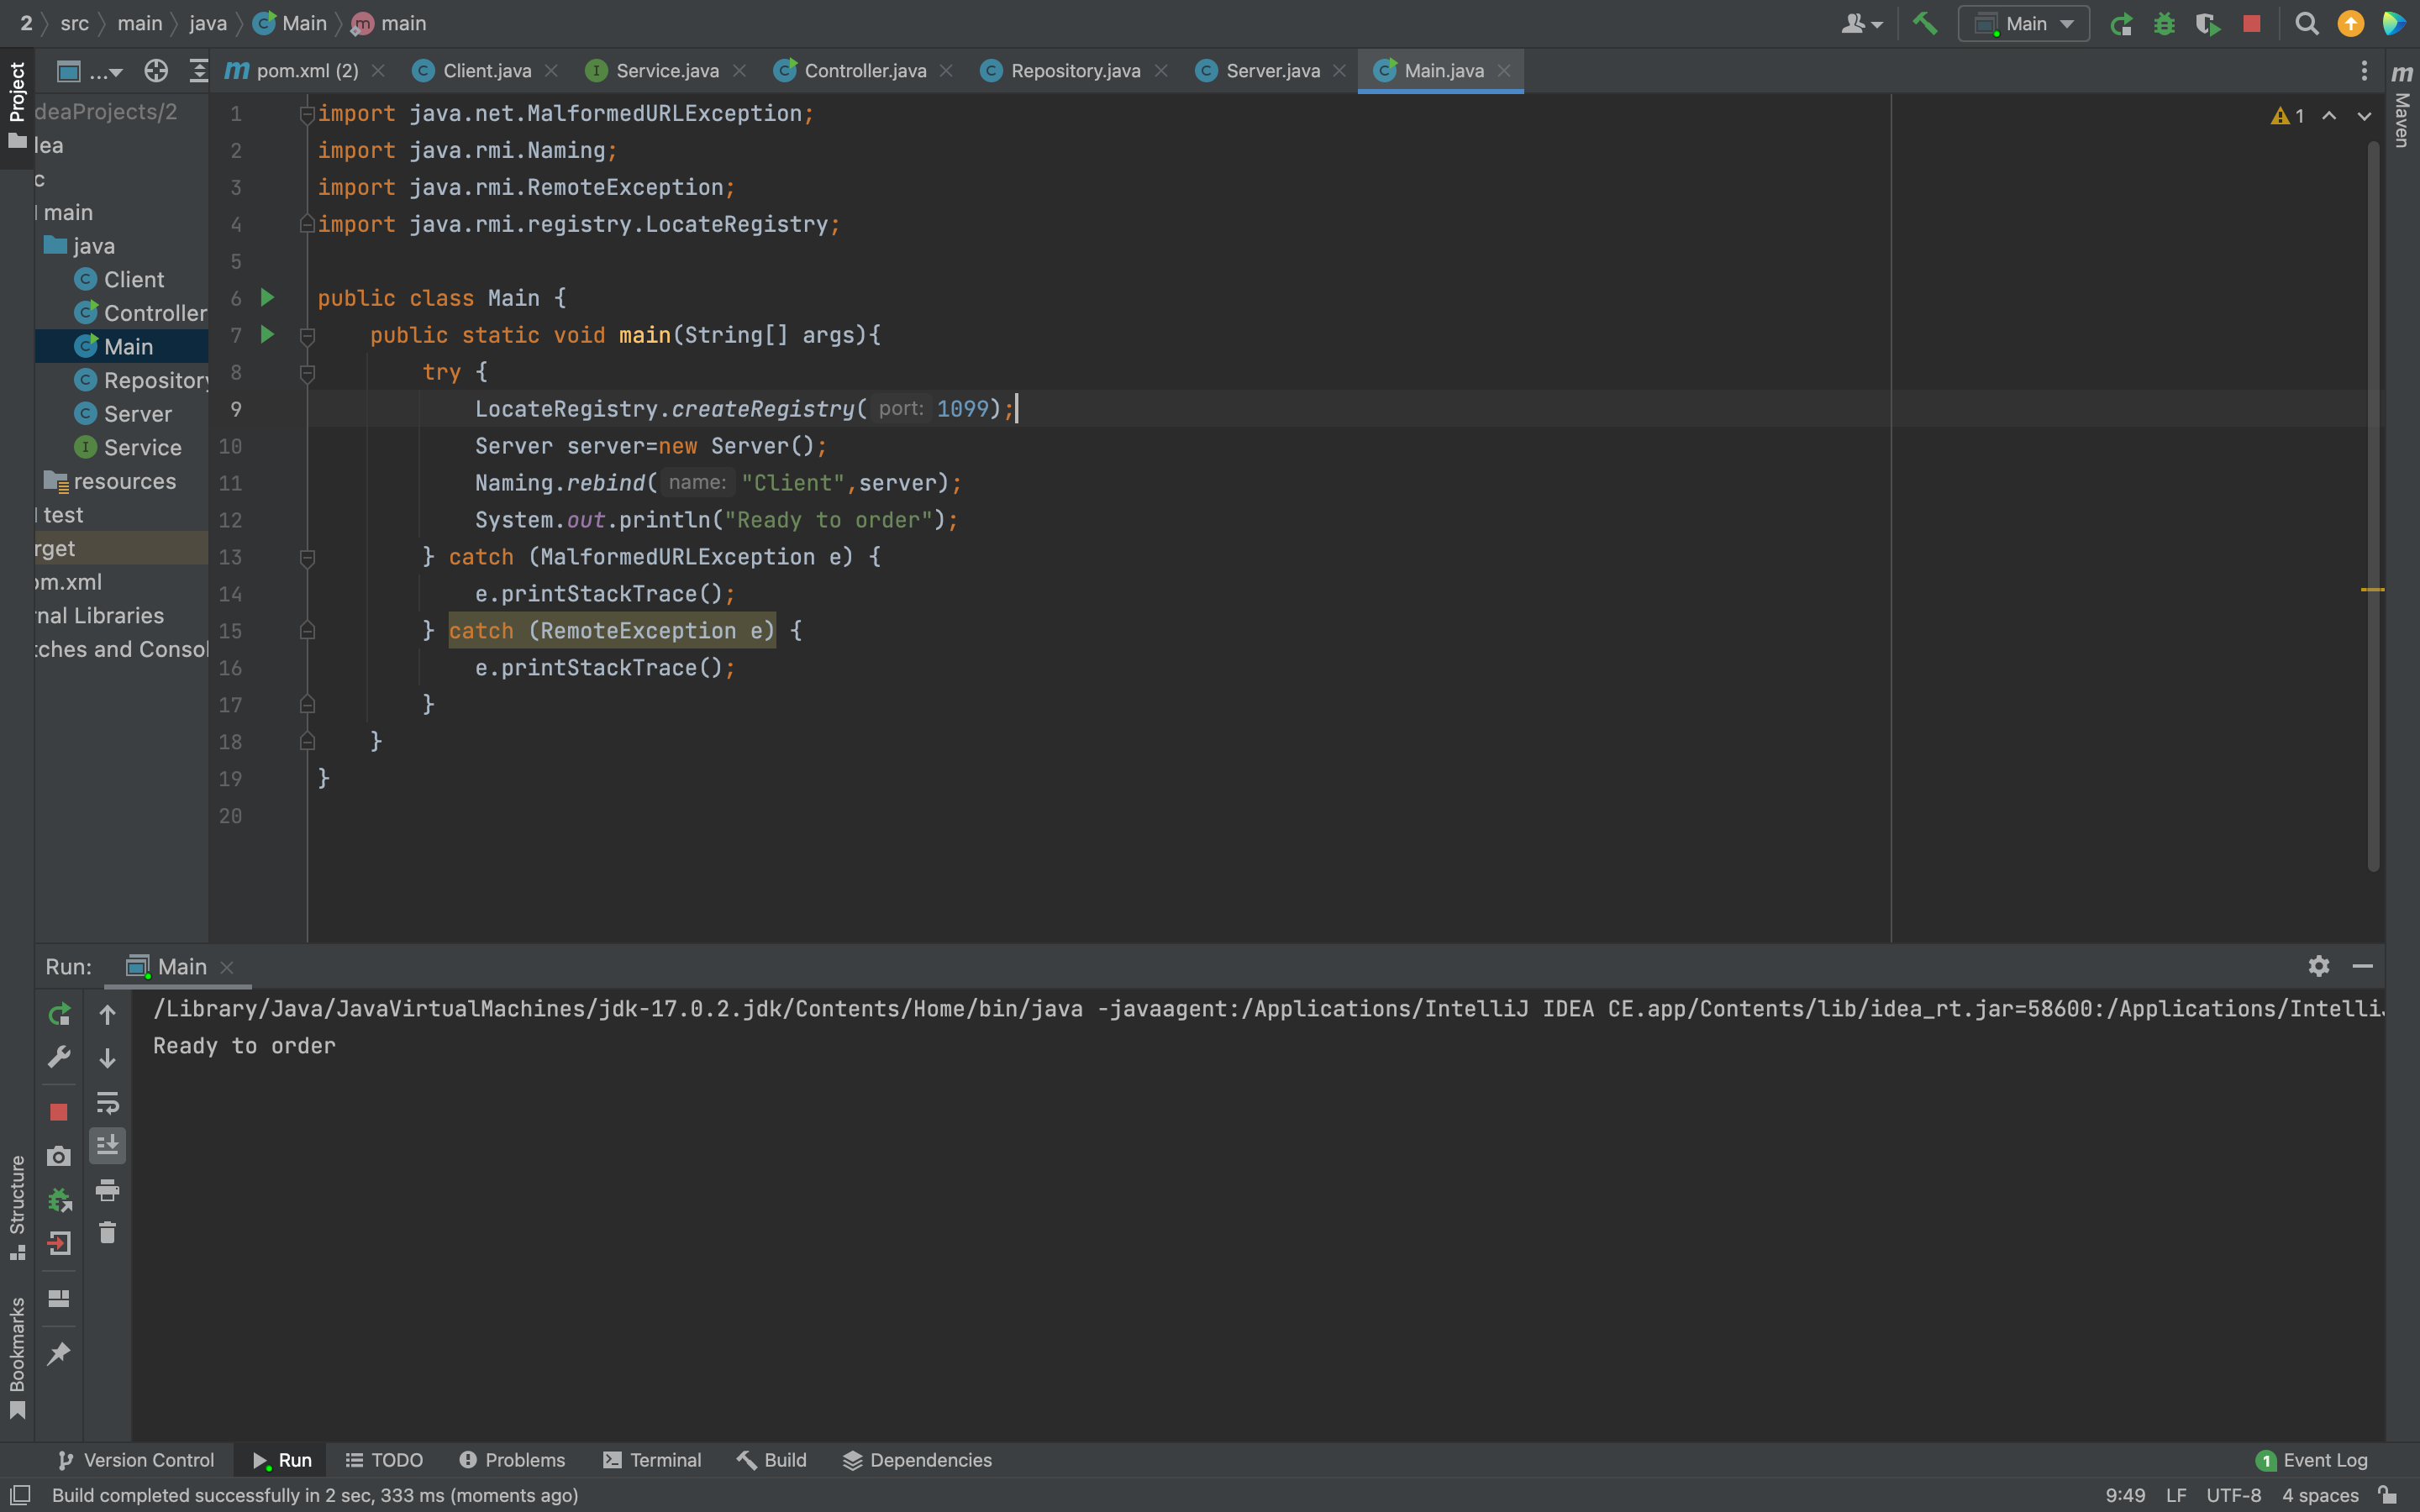 2 src main java Main main
Main
Project
...
pom.xml (2) Client.java Service.java Controller.java Repository.java Server.java Main.java
Maven
deaProjects/2
lea
c
main
java
Client
Controller
Main
Repository
Server
Service
resources
test
rget
om.xml
nal Libraries
tches and Consol
1 import java.net.MalformedURLException;
2 import java.rmi.Naming;
3 import java.rmi.RemoteException;
4 import java.rmi.registry.LocateRegistry;
5
6 public class Main {
7 public static void main(String[] args){
8 try {
9 LocateRegistry.createRegistry( port: 1099);
10 Server server=new Server();
11 Naming.rebind( name: "Client",server);
12 System.out.println("Ready to order");
13 } catch (MalformedURLException e) {
14 e.printStackTrace();
15 } catch (RemoteException e) {
16 e.printStackTrace();
17 }
18 }
19 }
20
1
Run: Main
/Library/Java/JavaVirtualMachines/jdk-17.0.2.jdk/Contents/Home/bin/java -javaagent:/Applications/IntelliJ IDEA CE.app/Contents/lib/idea_rt.jar=58600:/Applications/Intelli
Ready to order
Structure
Bookmarks
Version Control Run TODO Problems Terminal Build Dependencies 1 Event Log
Build completed successfully in 2 sec, 333 ms (moments ago) 9:49 LF UTF-8 4 spaces